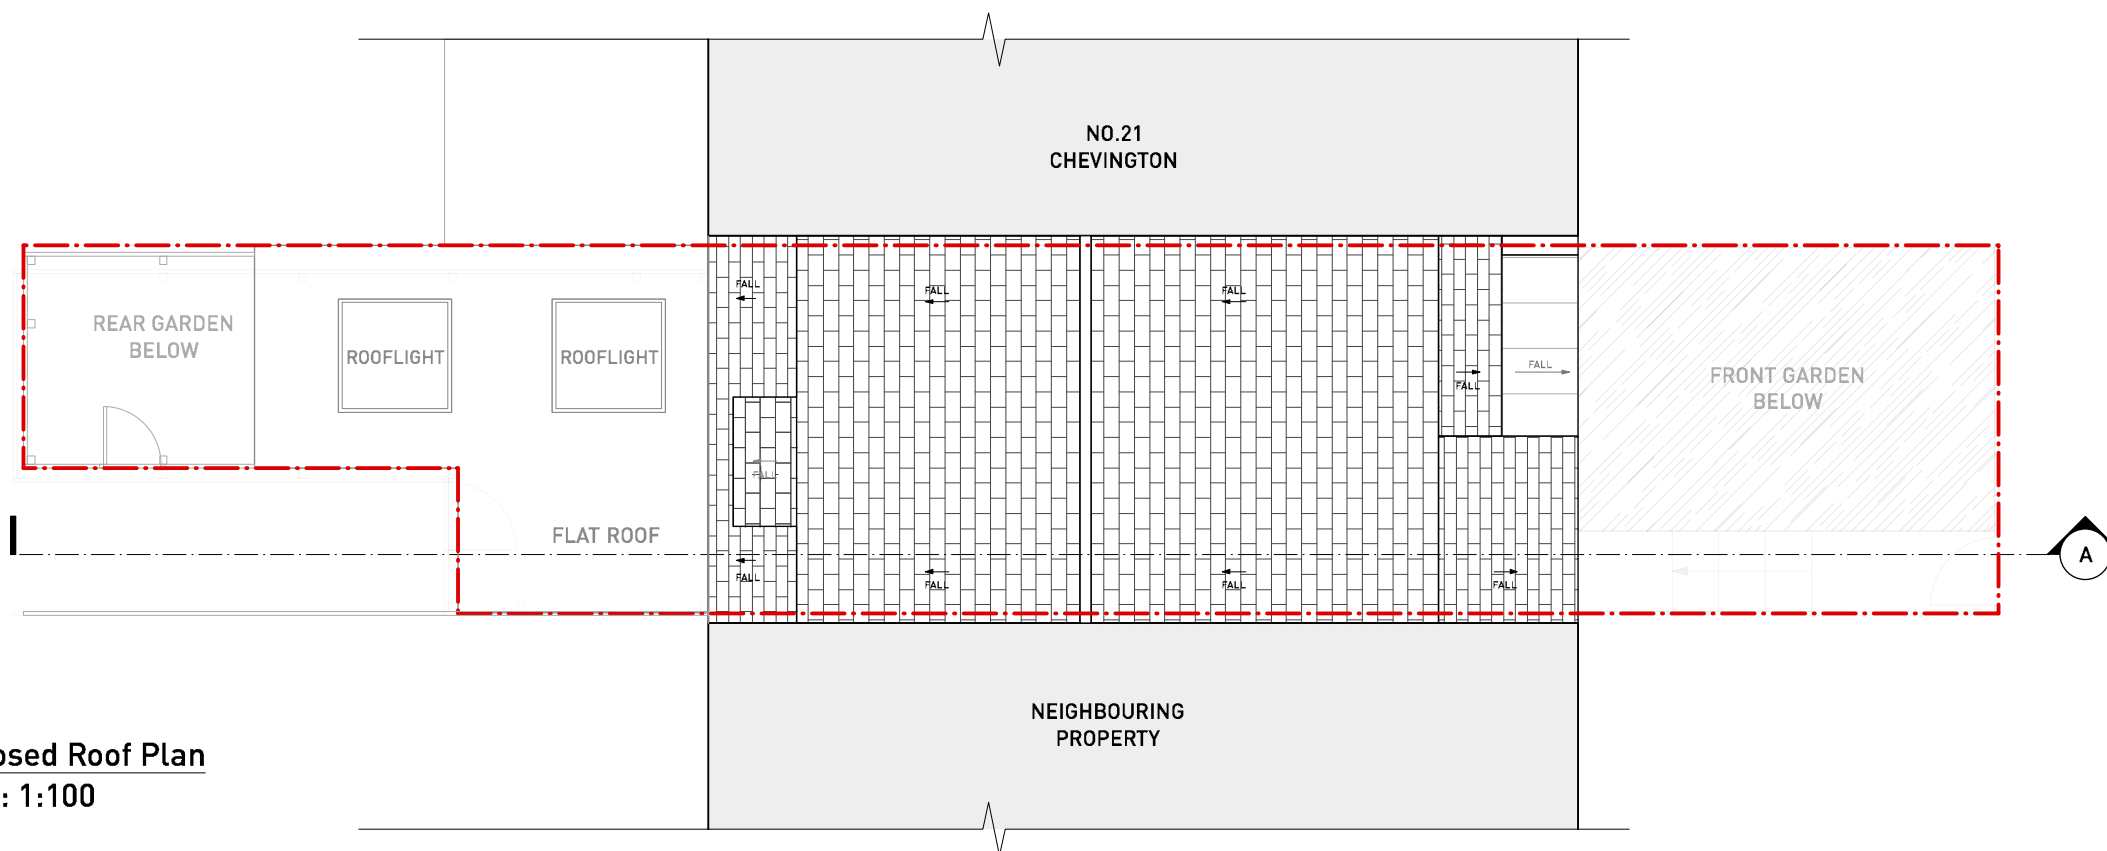 NO.21
CHEVINGTON
FALL
FALL
FALL
REAR GARDEN
BELOW
ROOFLIGHT
ROOFLIGHT
FALL
FALL
FRONT GARDEN
BELOW
FALL
FLAT ROOF
A
FALL
FALL
FALL
FALL
NEIGHBOURING
PROPERTY
Roof Plan
: 1:100